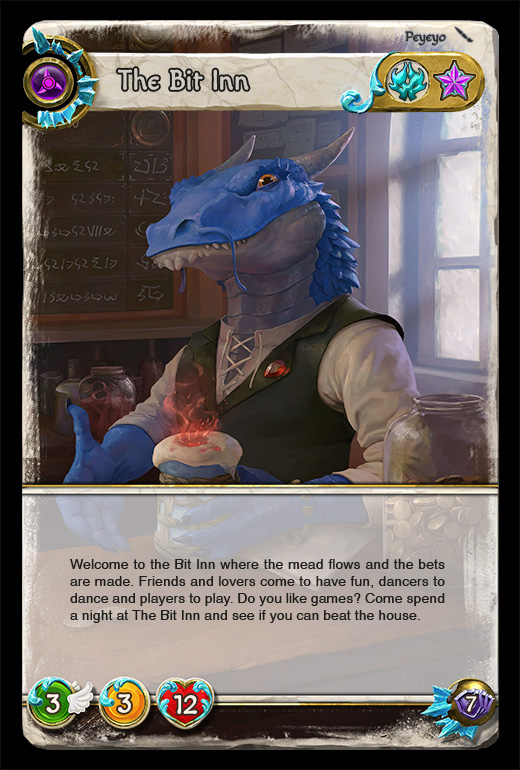 Peyeyo
The Bit Inn
Welcome to the Bit Inn where the mead flows and the bets
are made. Friends and lovers come to have fun, dancers to
dance and players to play. Do you like games? Come spend
a night at The Bit Inn and see if you can beat the house.
3 3 12 7